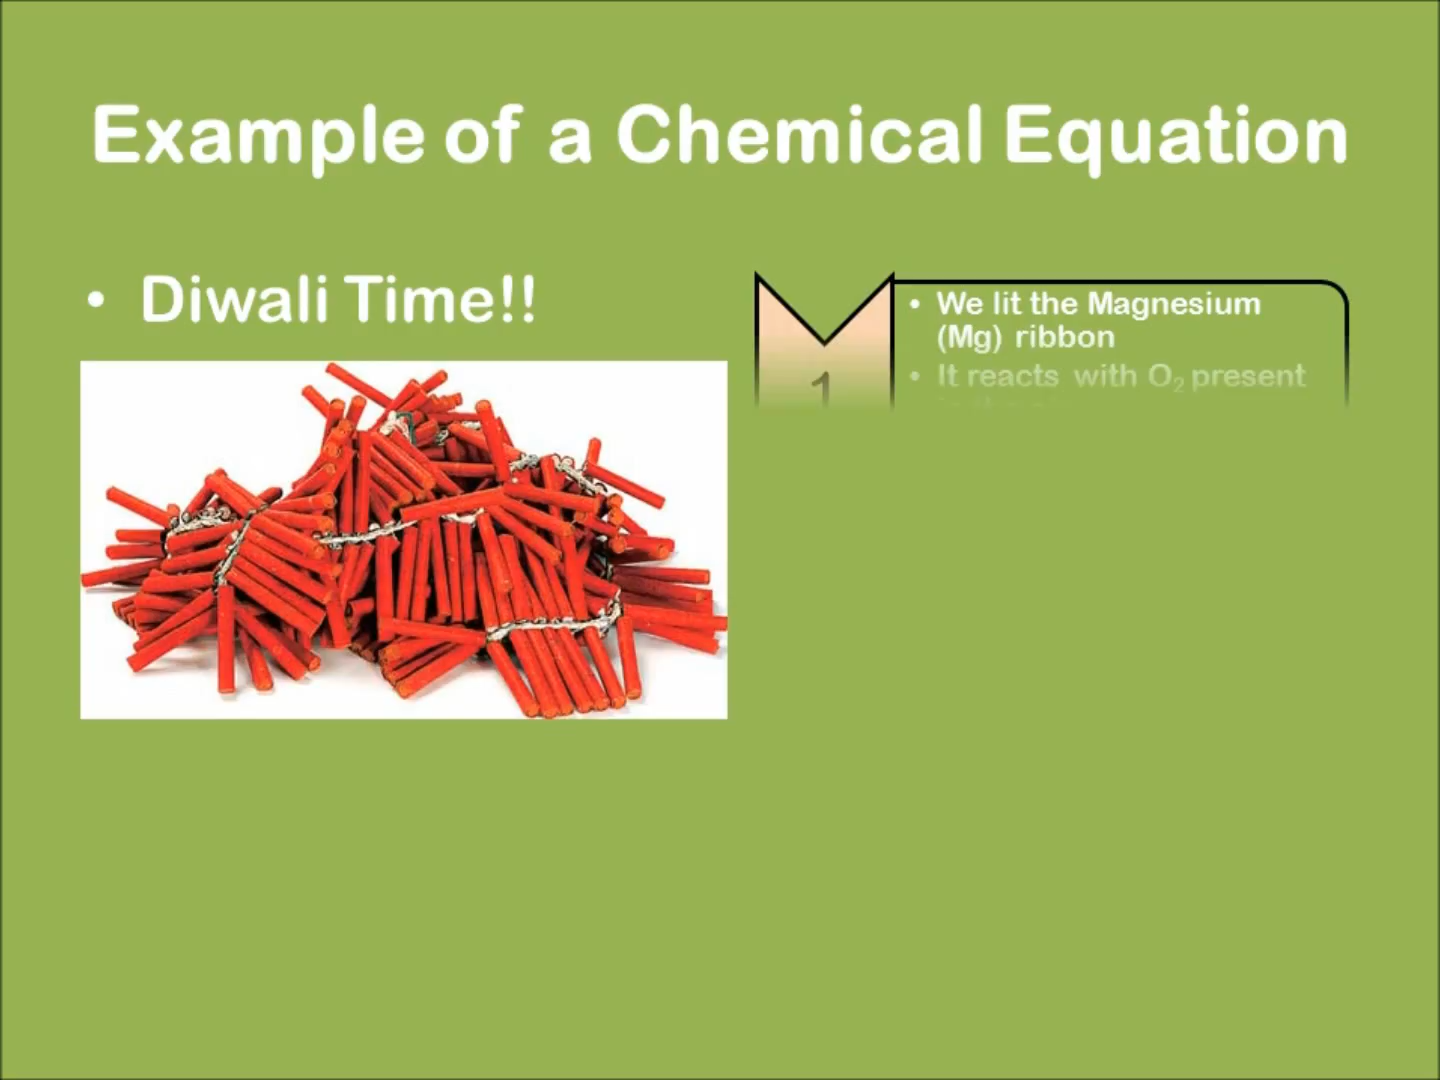 Example of a Chemical Equation
• Diwali Time!!
1
• We lit the Magnesium
(Mg) ribbon
• It reacts with O₂ present